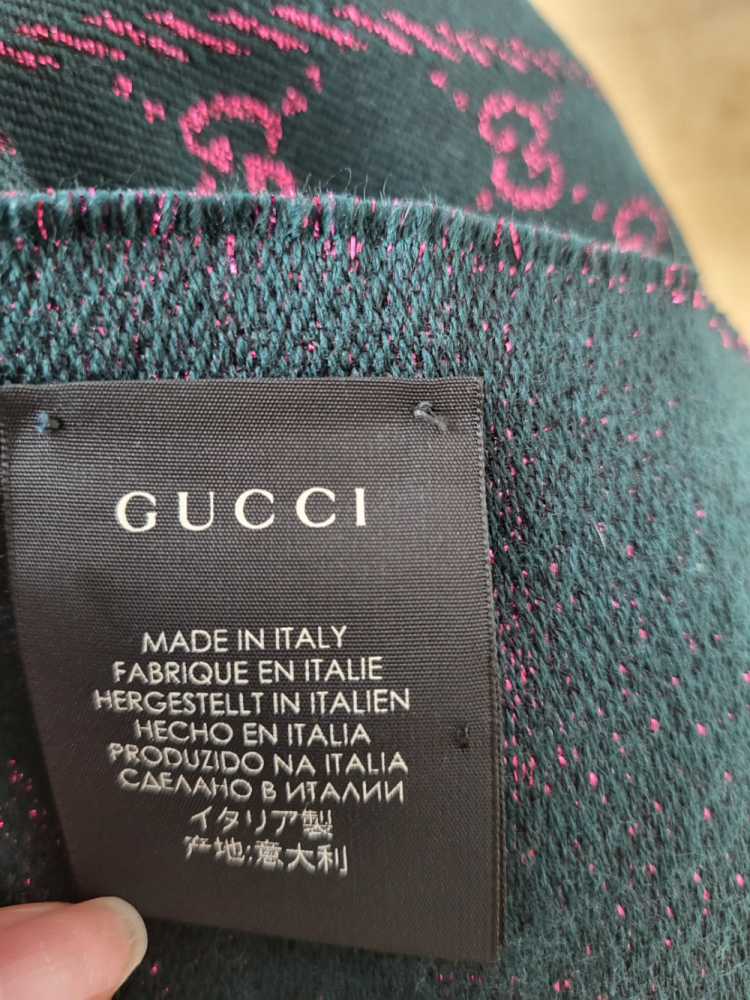 GUCCI
MADE IN ITALY
FABRIQUE EN ITALIE
HERGESTELLT IN ITALIEN
HECHO EN ITALIA
PRODUZIDO NA ITALIA
СДЕЛАНО В ИТАЛИИ
イタリア製
产地:意大利